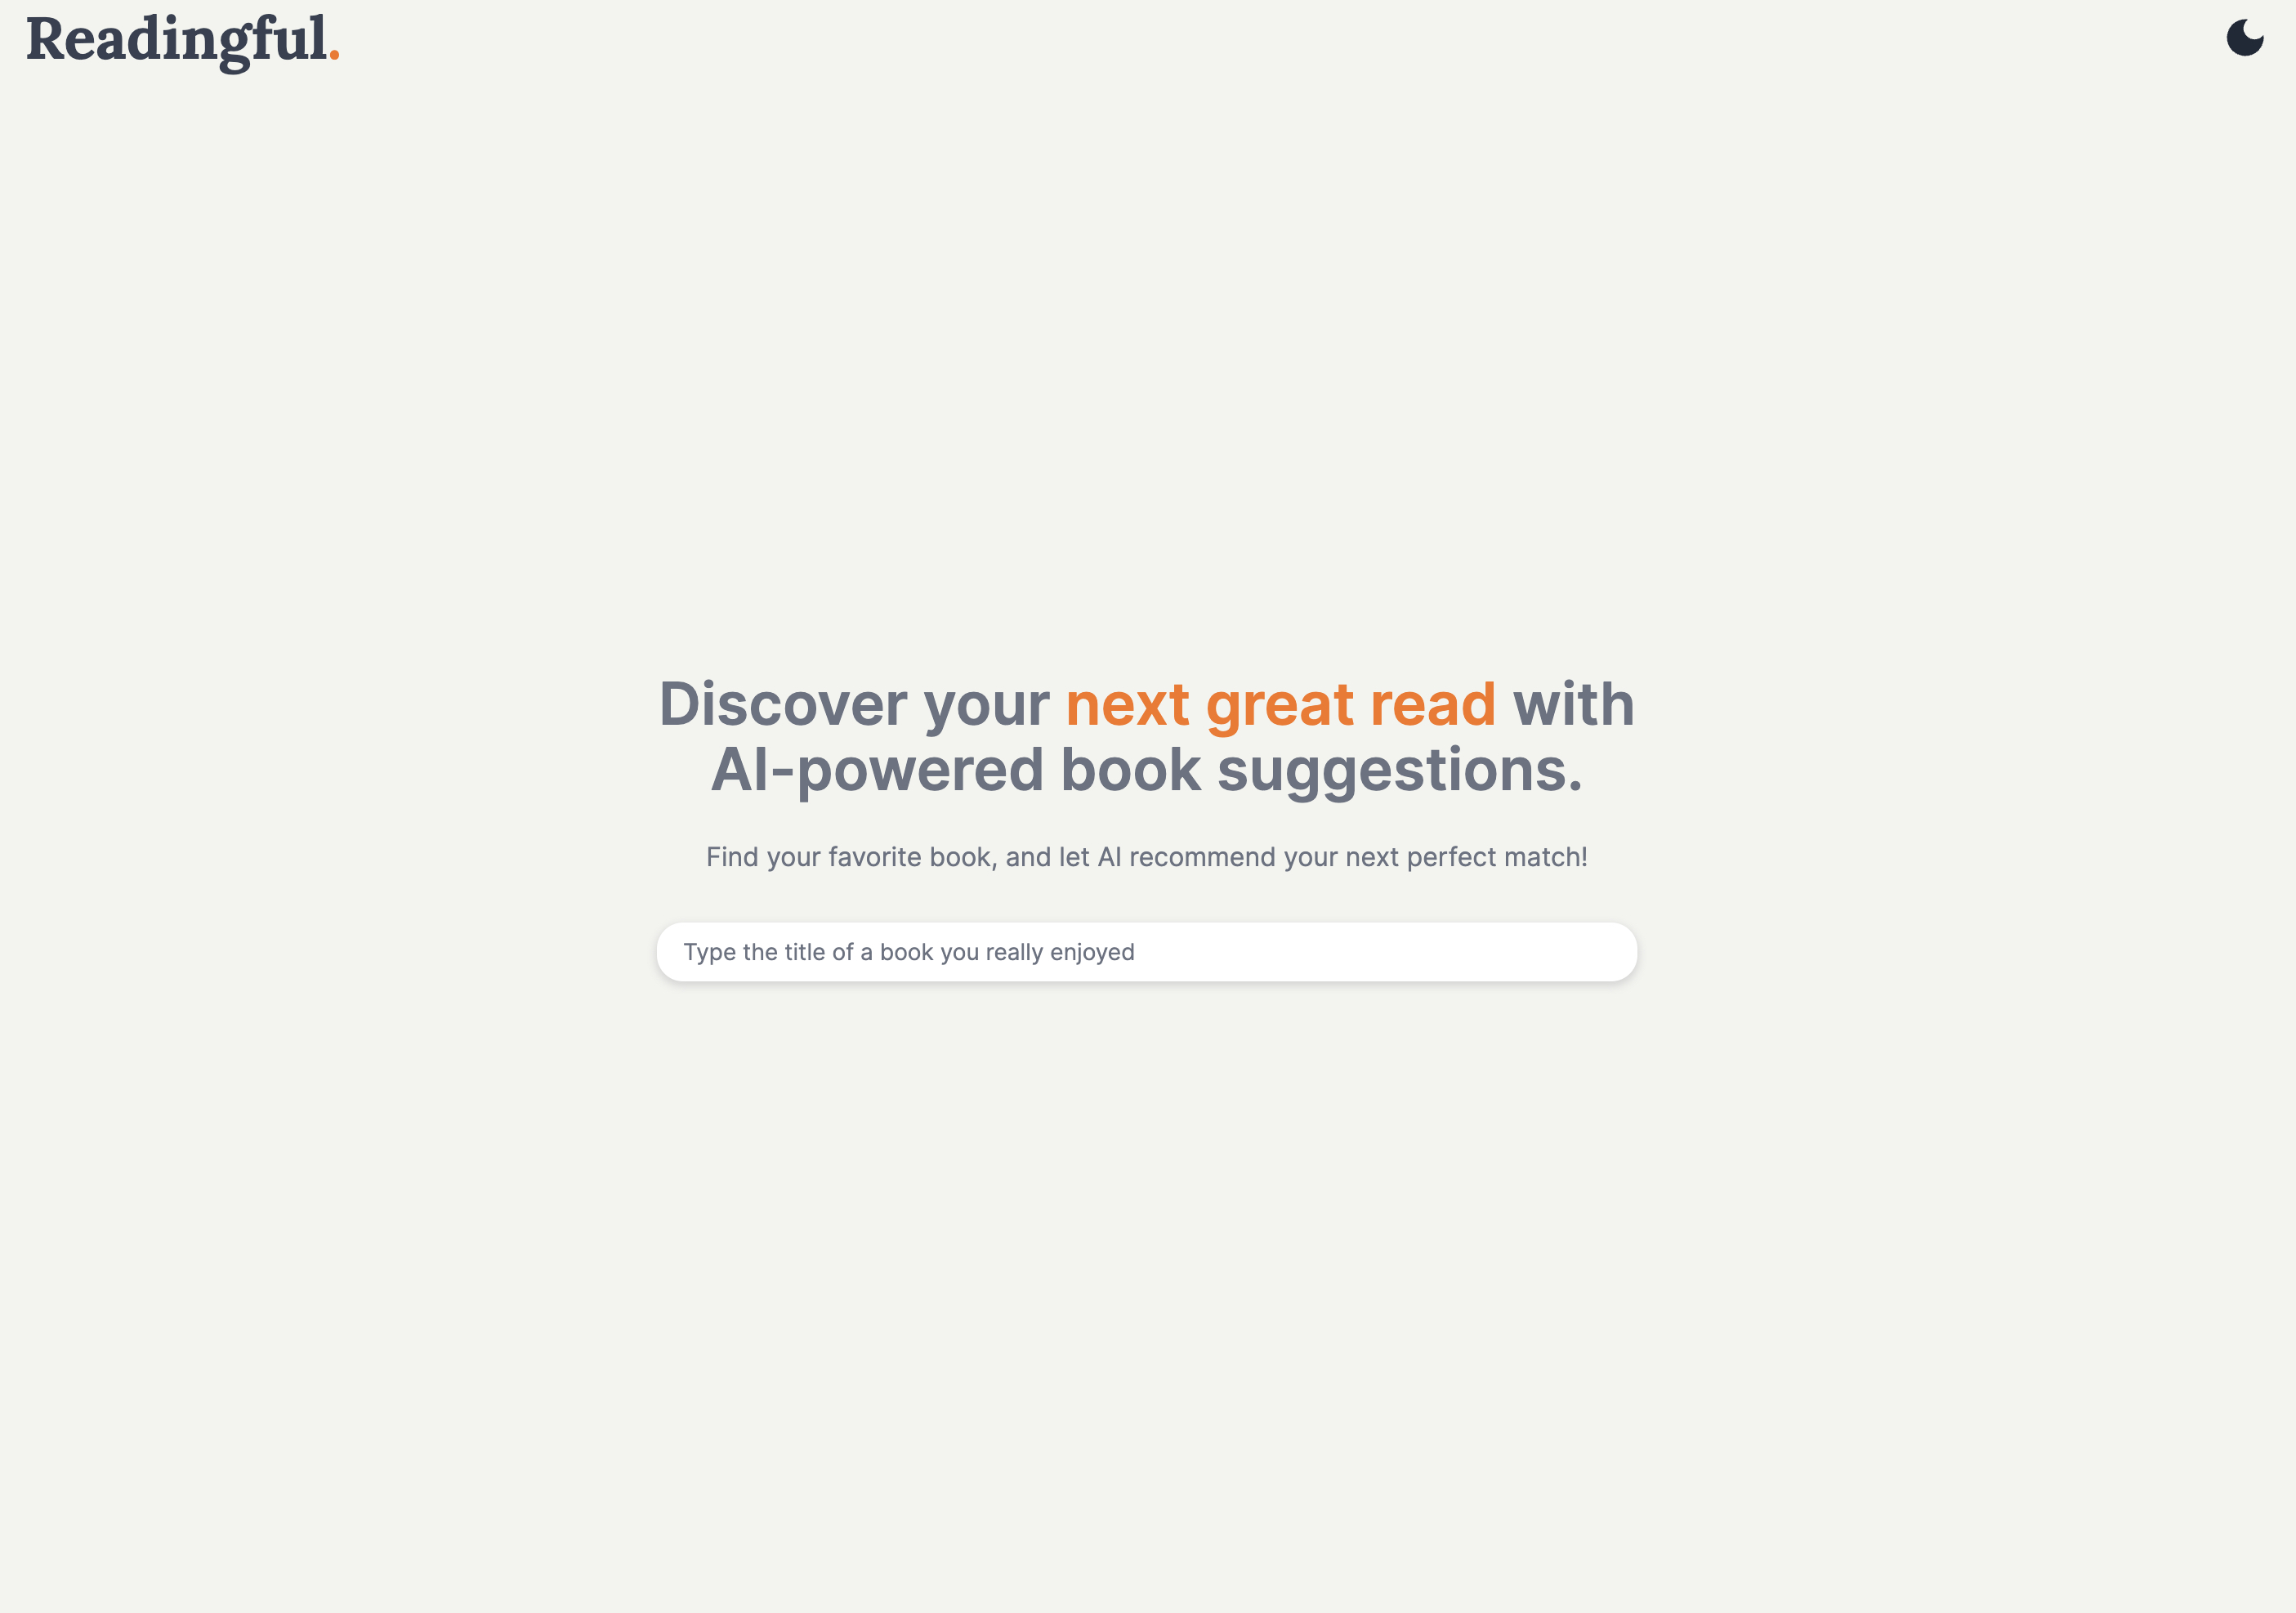 Readingful.
Discover your next great read with
AI-powered book suggestions.
Find your favorite book, and let AI recommend your next perfect match!
Type the title of a book you really enjoyed